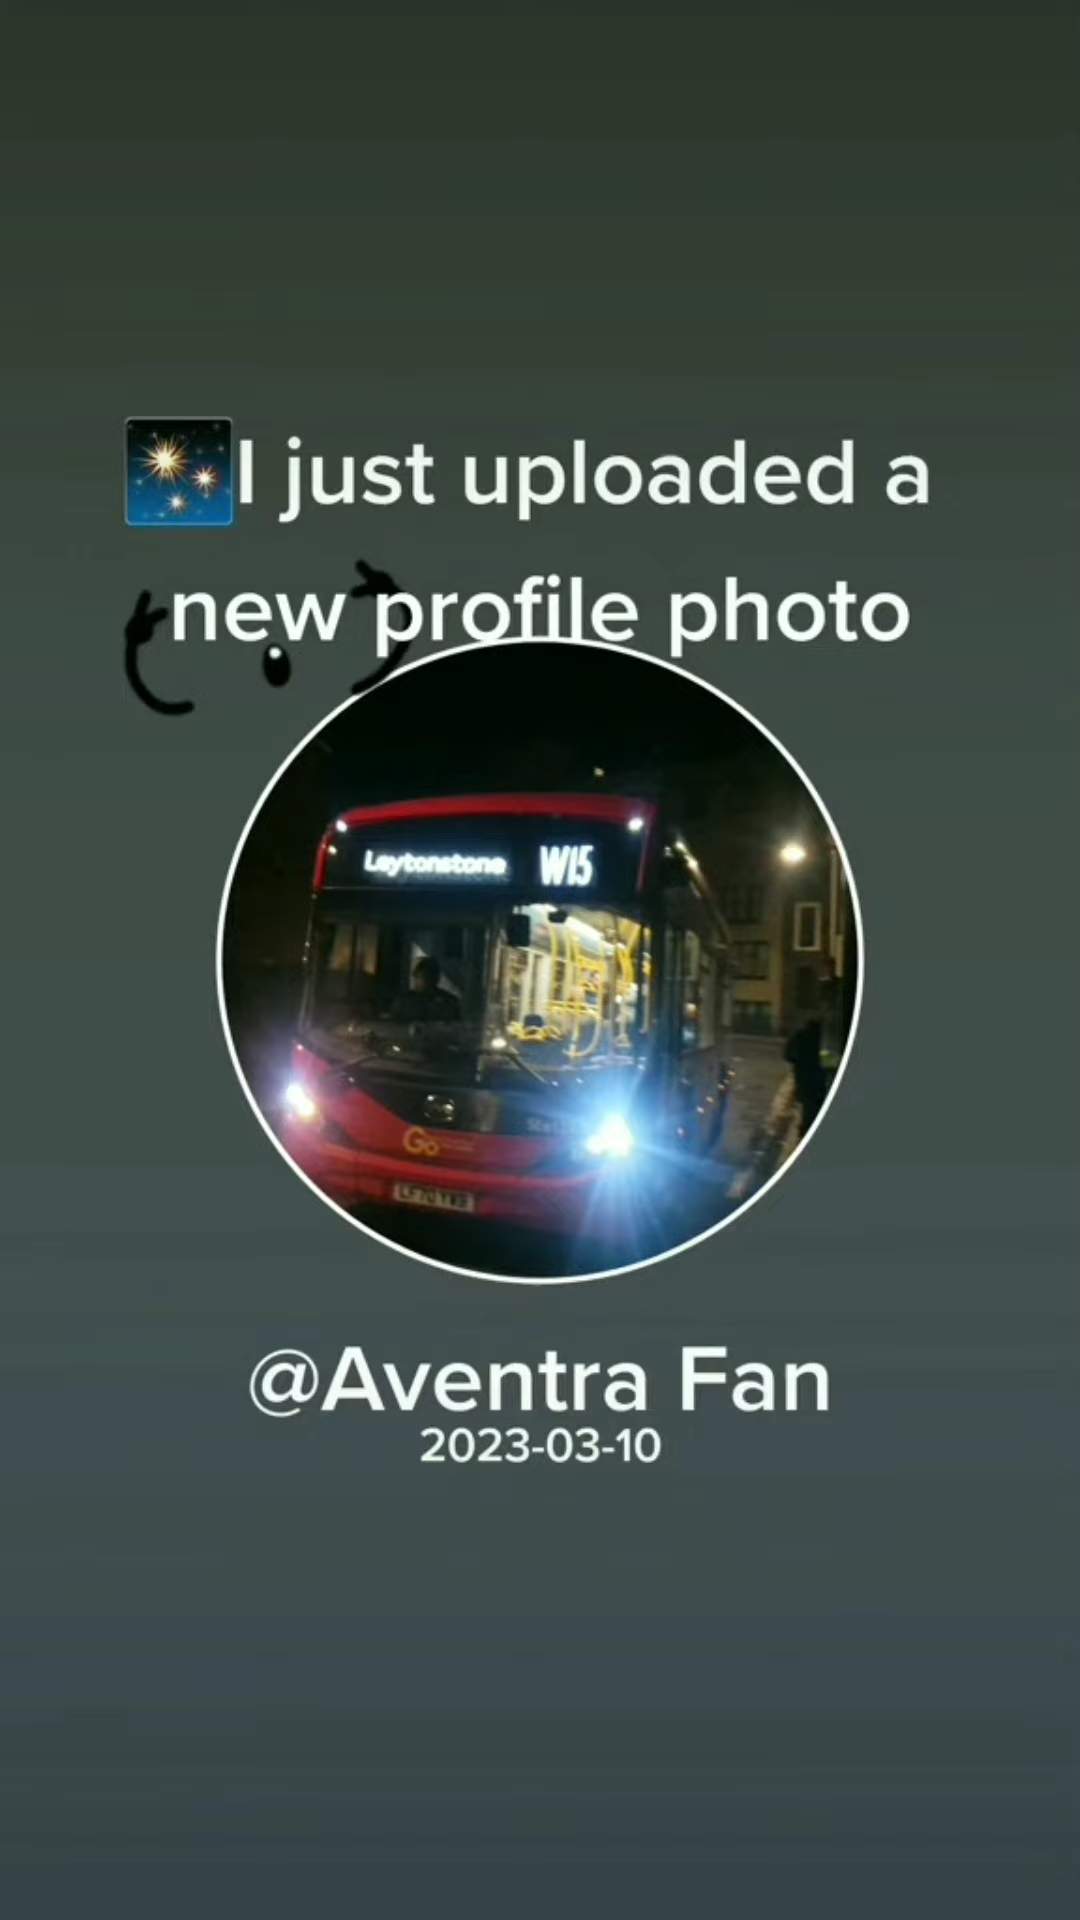 I just uploaded a
new profile photo
Leytonstone W15
Go
@Aventra Fan
2023-03-10